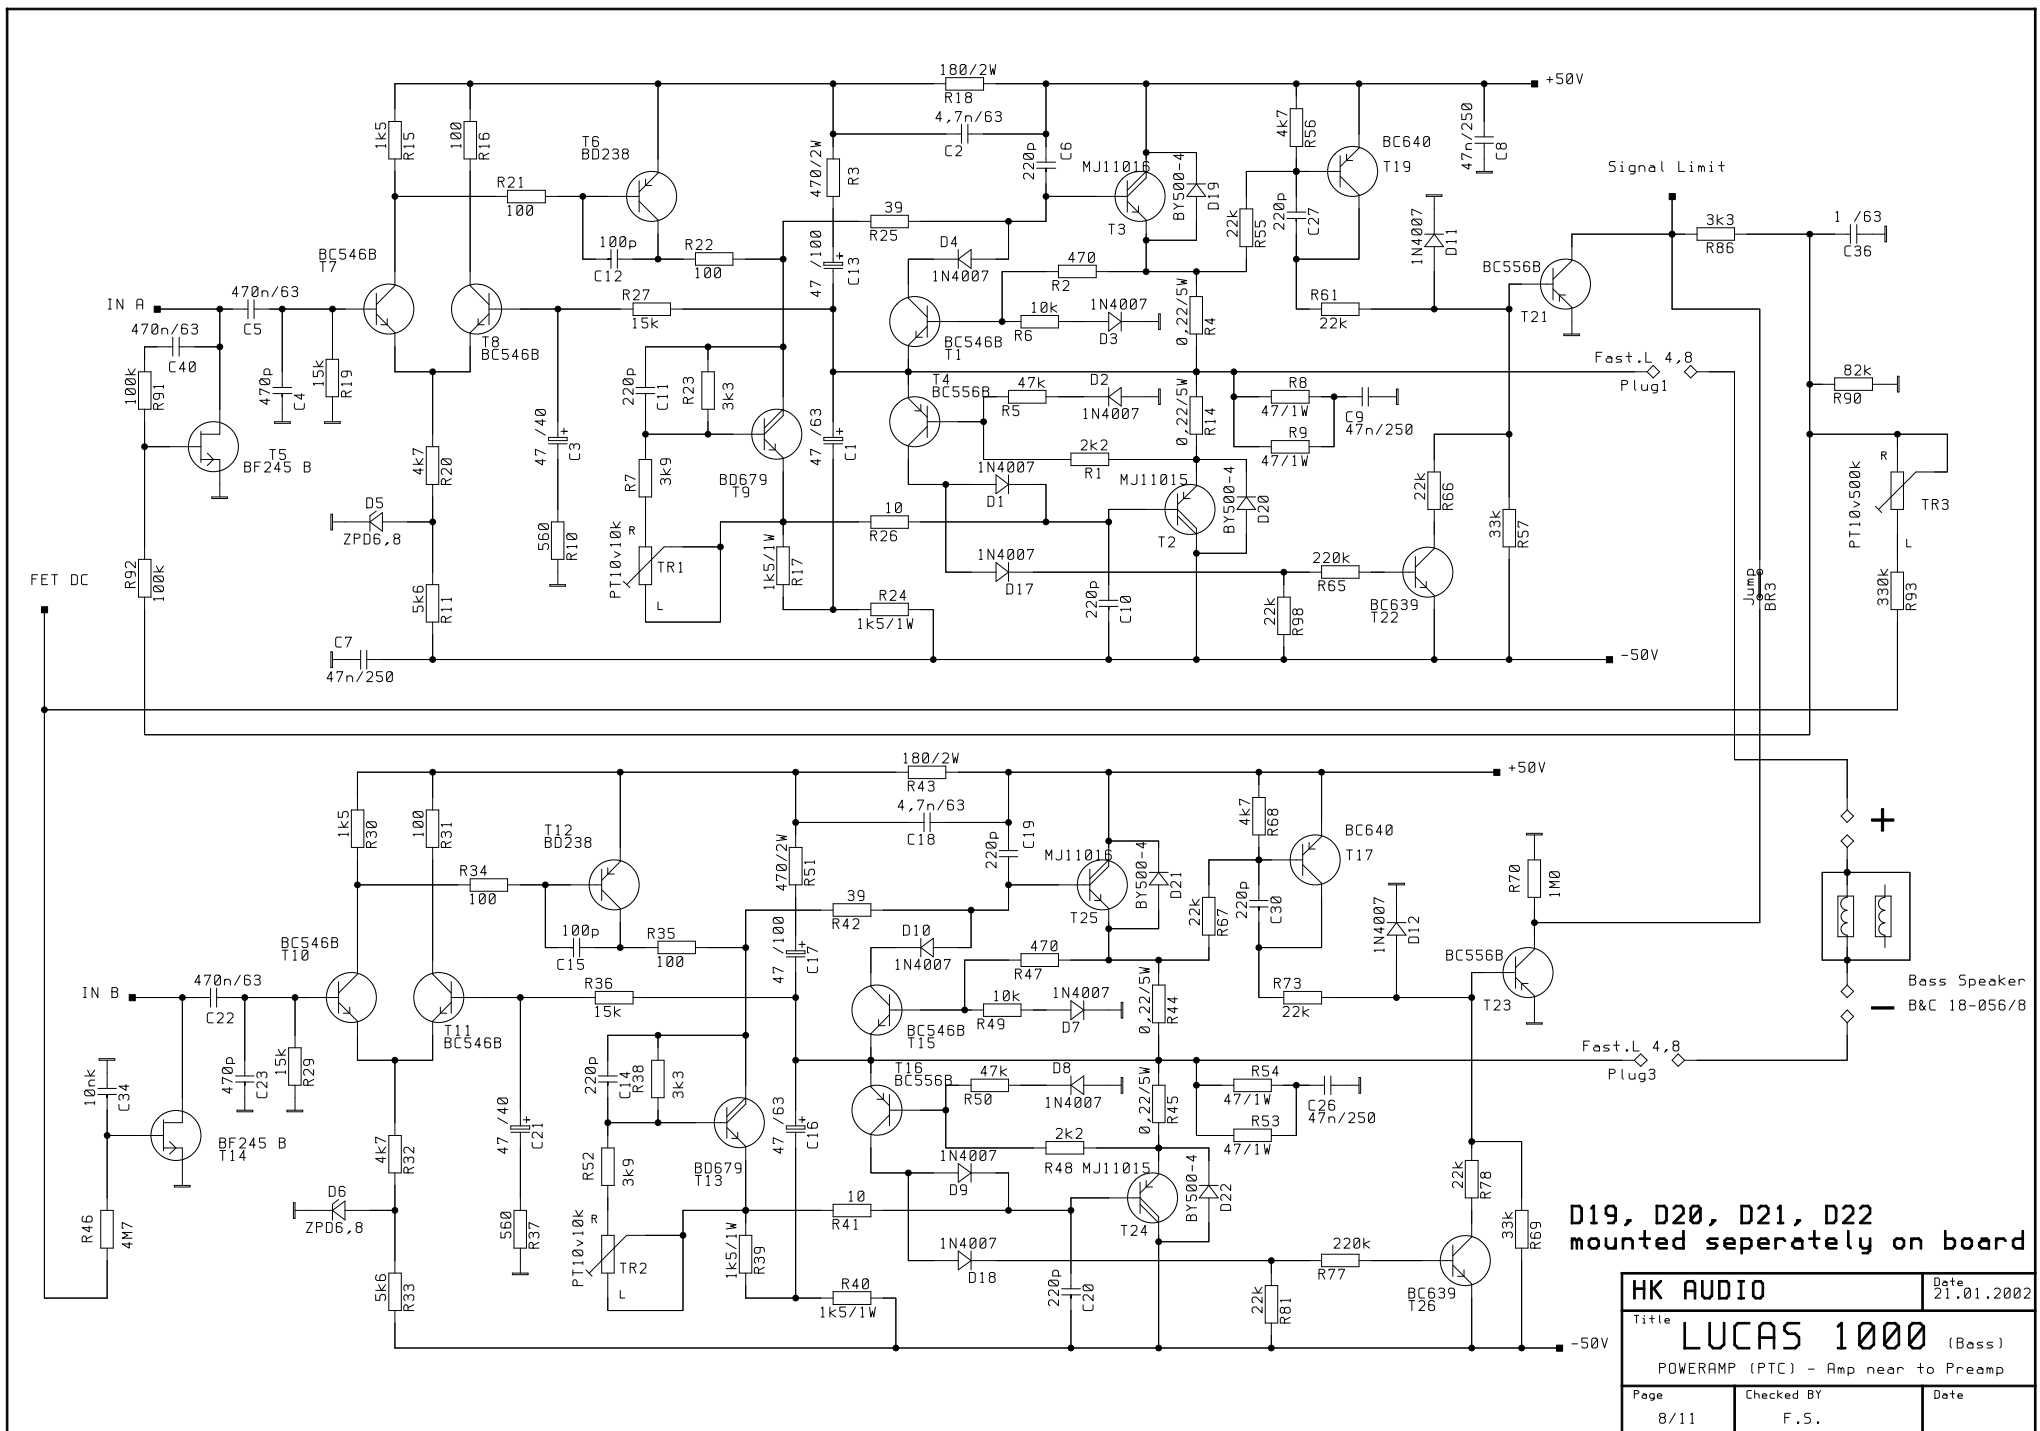 180/2W
R18
+50V
4,7n/63
C2
1k5
R15
100
R16
T6
BD238
470/2W
R3
220p
C6
MJ11016
T3
BY500-4
D19
4k7
R56
BC640
T19
47n/250
C8
Signal Limit
R21
100
39
R25
22k
R55
220p
C27
1N4007
D11
3k3
R86
1 /63
C36
100p
C12
R22
100
47 /100
C13
D4
1N4007
470
R2
BC546B
T7
BC556B
T21
IN A
470n/63
C5
470n/63
C40
T8
BC546B
R27
15k
10k
R6
1N4007
D3
0,22/5W
R4
R61
22k
BC546B
T1
Fast.L 4,8
Plug1
100k
R91
470p
C4
15k
R19
220p
C11
R23
3k3
T4
BC556B
47k
R5
D2
1N4007
0,22/5W
R14
R8
47/1W
R9
47/1W
C9
47n/250
82k
R90
T5
BF245 B
4k7
R20
47 /40
C3
R7
3k9
BD679
T9
47 /63
C1
2k2
R1
1N4007
D1
MJ11015
T2
BY500-4
D20
22k
R66
33k
R57
R
PT10v500k
TR3
L
D5
ZPD6,8
560
R10
R
PT10v10k
TR1
L
10
R26
1k5/1W
R17
1N4007
D17
220k
R65
FET DC
R92
100k
5k6
R11
R24
1k5/1W
220p
C10
22k
R98
BC639
T22
Jump
BR3
330k
R93
C7
47n/250
-50V
180/2W
R43
+50V
4,7n/63
C18
1k5
R30
100
R31
T12
BD238
470/2W
R51
220p
C19
MJ11016
T25
BY500-4
D21
4k7
R68
BC640
T17
+
R34
100
39
R42
22k
R67
220p
C30
1N4007
D12
R70
1M0
100p
C15
R35
100
47 /100
C17
D10
1N4007
470
R47
BC546B
T10
BC556B
T23
IN B
470n/63
C22
T11
BC546B
R36
15k
10k
R49
1N4007
D7
0,22/5W
R44
R73
22k
Bass Speaker
B&C 18-056/8
-
BC546B
T15
Fast.L 4,8
Plug3
10nk
C34
470p
C23
15k
R29
220p
C14
R38
3k3
T16
BC556B
47k
R50
D8
1N4007
0,22/5W
R45
R54
47/1W
R53
47/1W
C26
47n/250
BF245 B
T14
4k7
R32
47 /40
C21
R52
3k9
BD679
T13
47 /63
C16
2k2
R48
1N4007
D9
MJ11015
T24
BY500-4
D22
22k
R78
33k
R69
R46
4M7
D6
ZPD6,8
560
R37
R
PT10v10k
TR2
L
10
R41
1k5/1W
R39
1N4007
D18
220k
R77
5k6
R33
R40
1k5/1W
220p
C20
22k
R81
BC639
T26
-50V
D19, D20, D21, D22
mounted seperately on board
HK AUDIO
Date
21.01.2002
Title
LUCAS 1000 (Bass)
POWERAMP (PTC) - Amp near to Preamp
Page
8/11
Checked BY
F.S.
Date